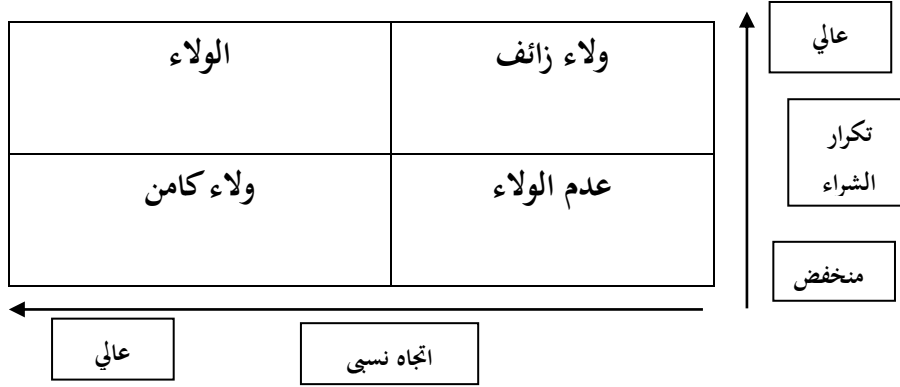 عالي
ولاء زائف
الولاء
تكرار
الشراء
عدم الولاء
ولاء كامن
منخفض
اتجاه نسبي
عالي